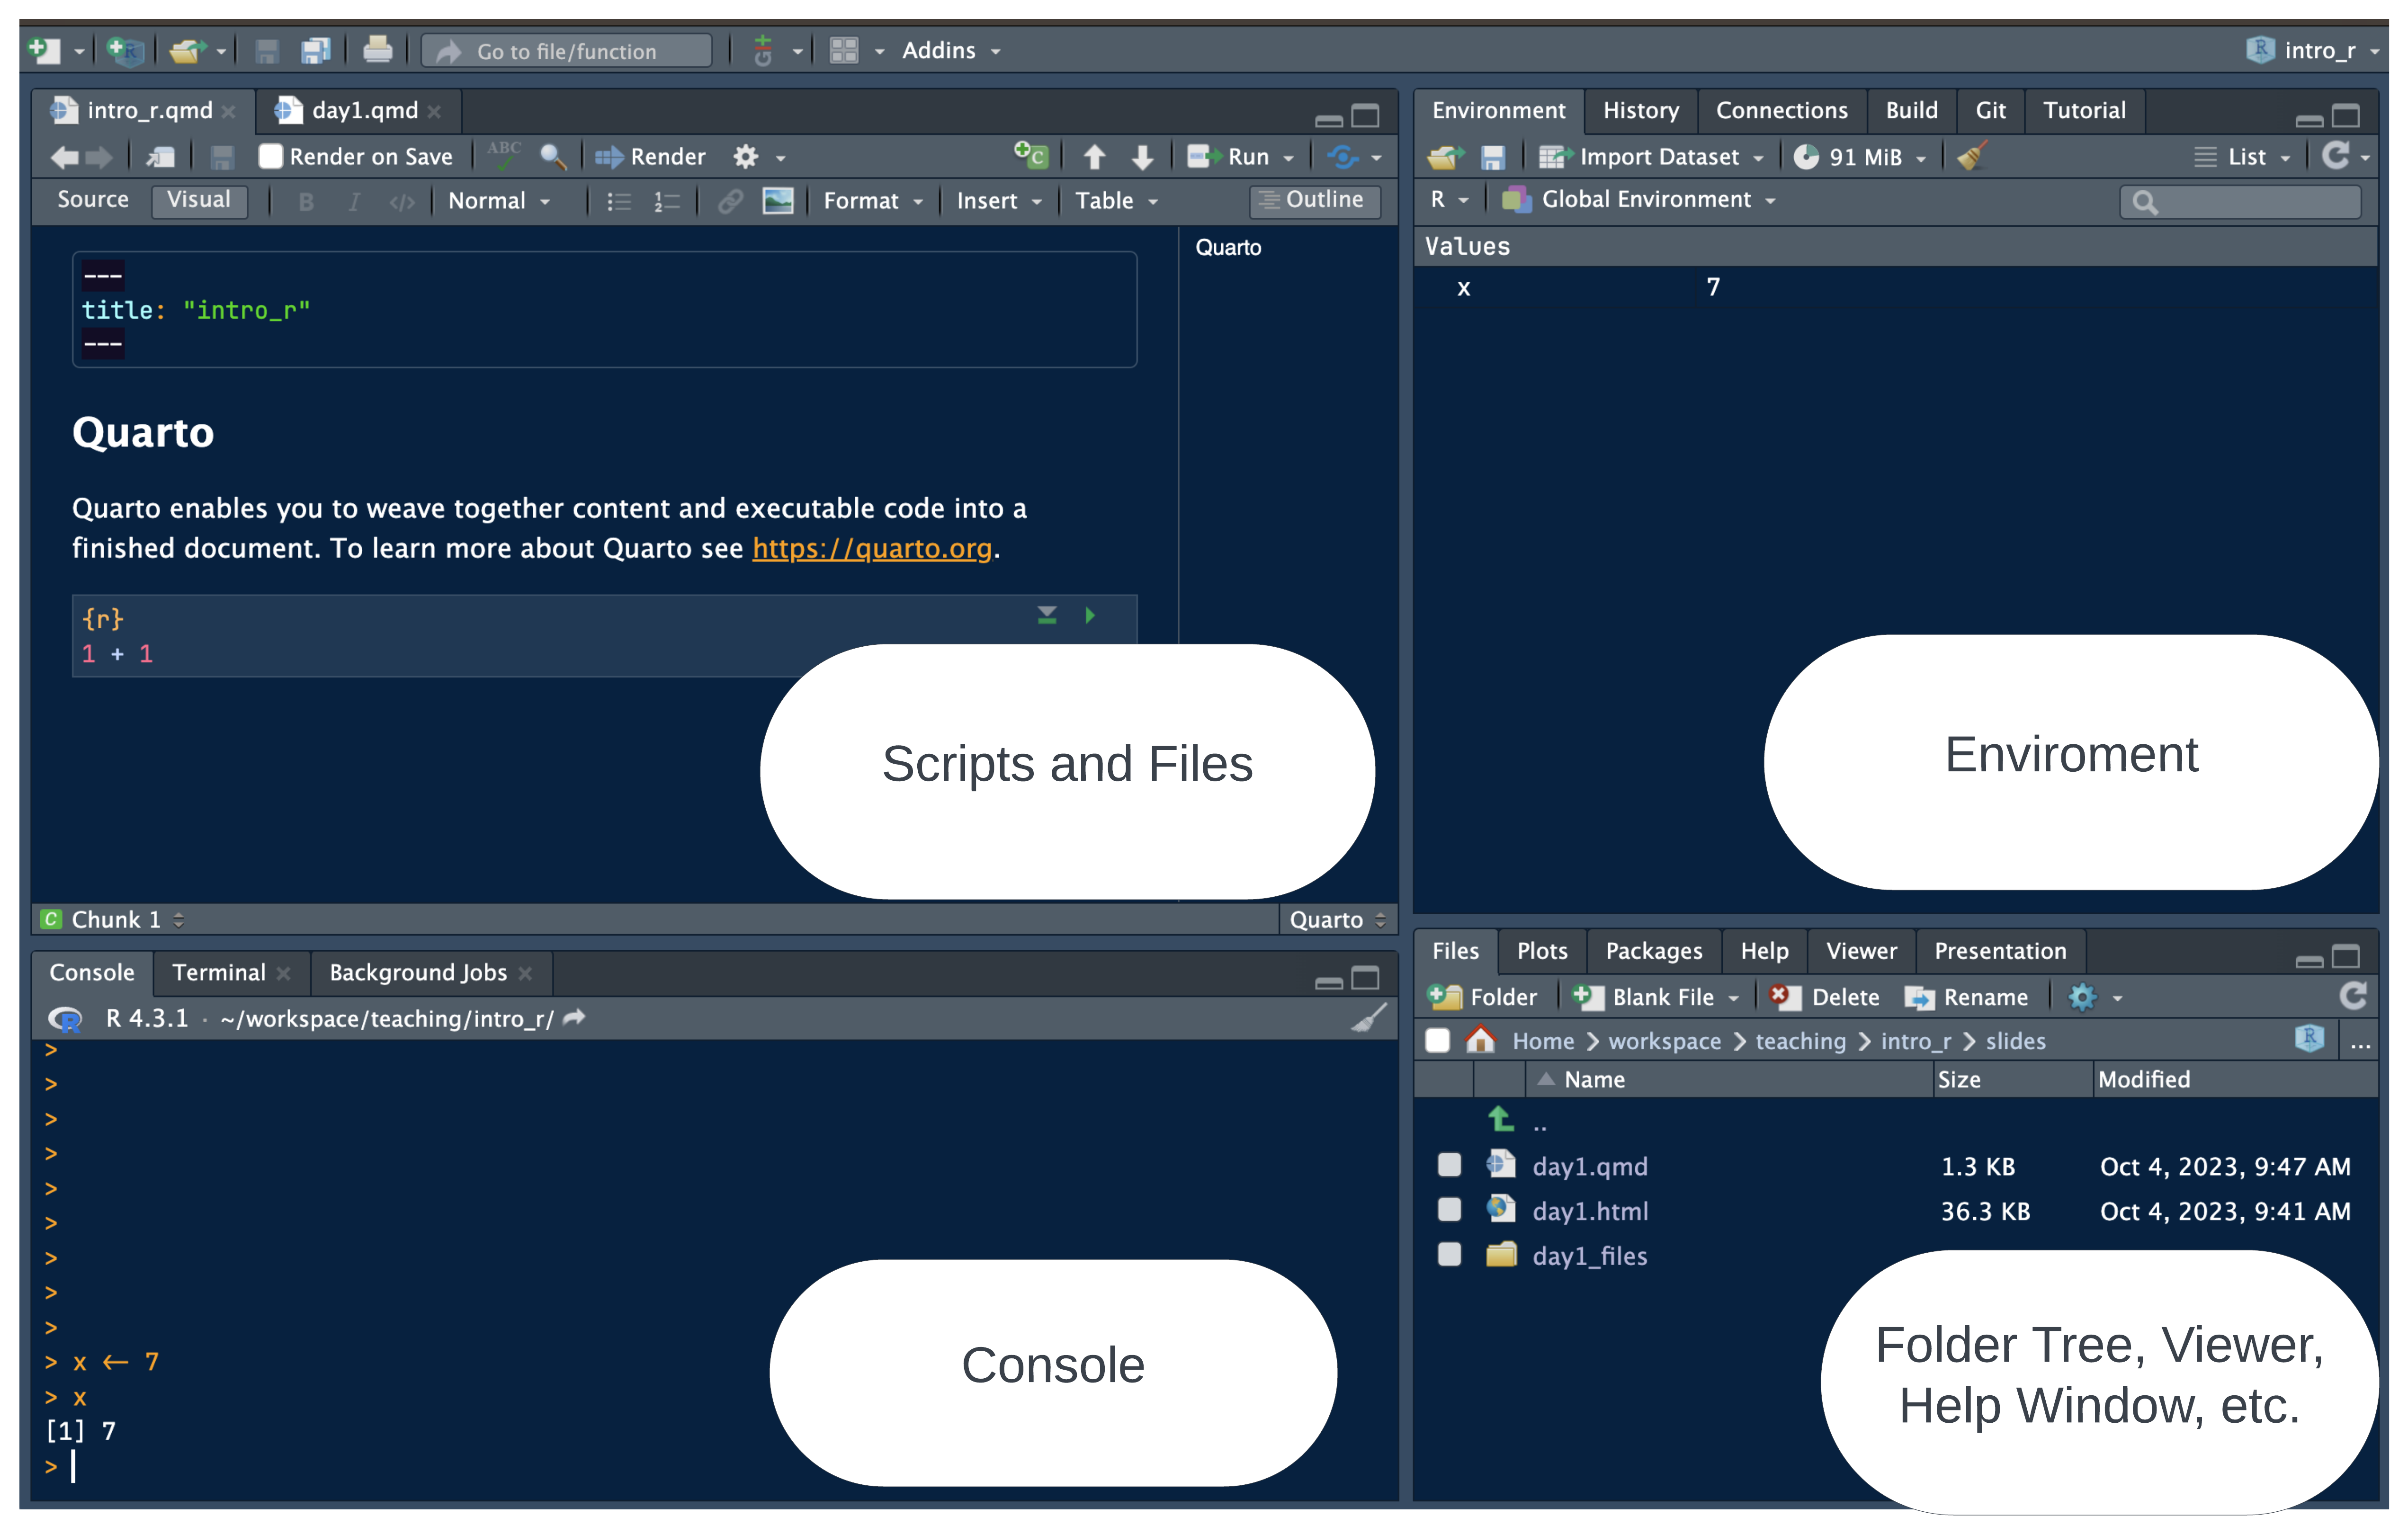 Go to file/function
Addins
intro_r
intro_r.qmd
day1.qmd
Render on Save
ABC
Render
Run
Source
Visual
B
I
</>
Normal
Format
Insert
Table
Outline
---
title: "intro_r"
---
Quarto
Quarto
Quarto enables you to weave together content and executable code into a
finished document. To learn more about Quarto see https://quarto.org.
{r}
1 + 1
Scripts and Files
Chunk 1
Quarto
Environment
History
Connections
Build
Git
Tutorial
Import Dataset
91 MiB
List
R
Global Environment
Values
x 7
Enviroment
Console
Terminal
Background Jobs
R 4.3.1 · ~/workspace/teaching/intro_r/
>
>
>
>
>
>
>
>
>
> x <- 7
> x
[1] 7
>
Console
Files
Plots
Packages
Help
Viewer
Presentation
Folder
Blank File
Delete
Rename
Home > workspace > teaching > intro_r > slides
...
Name Size Modified
..
day1.qmd 1.3 KB Oct 4, 2023, 9:47 AM
day1.html 36.3 KB Oct 4, 2023, 9:41 AM
day1_files
Folder Tree, Viewer,
Help Window, etc.